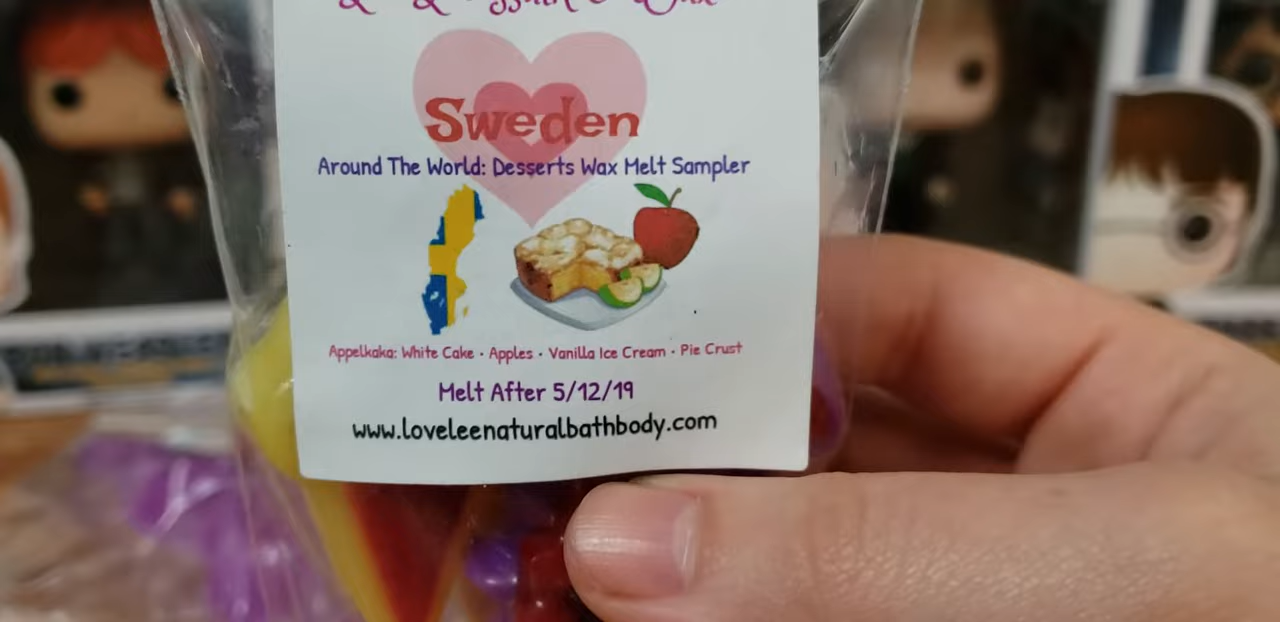 Sweden
Around The World: Desserts Wax Melt Sampler
Appelkaka: White Cake • Apples • Vanilla Ice Cream • Pie Crust
Melt After 5/12/19
www.loveleenaturalbathbody.com